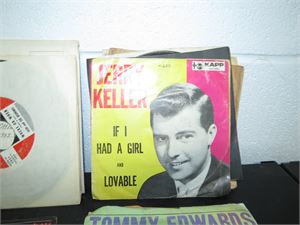 JERRY
KELLER
KAPP
IF I
HAD A GIRL
AND
LOVABLE
TOMMY EDWARDS